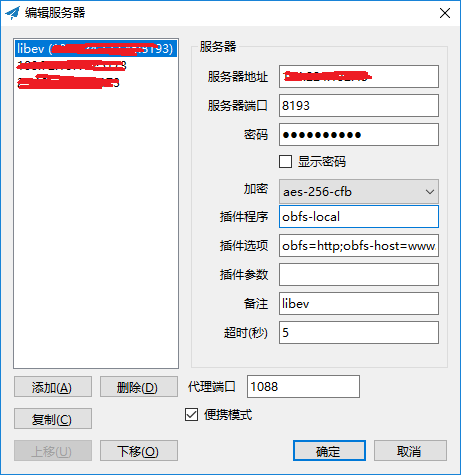 编辑服务器
libev (
:8193)
服务器
服务器地址
服务器端口 8193
密码 ●●●●●●●●●●
显示密码
加密 aes-256-cfb
插件程序 obfs-local
插件选项 obfs=http;obfs-host=www.
插件参数
备注 libev
超时(秒) 5
添加(A) 删除(D) 代理端口 1088
复制(C) 便携模式
上移(U) 下移(O) 确定 取消